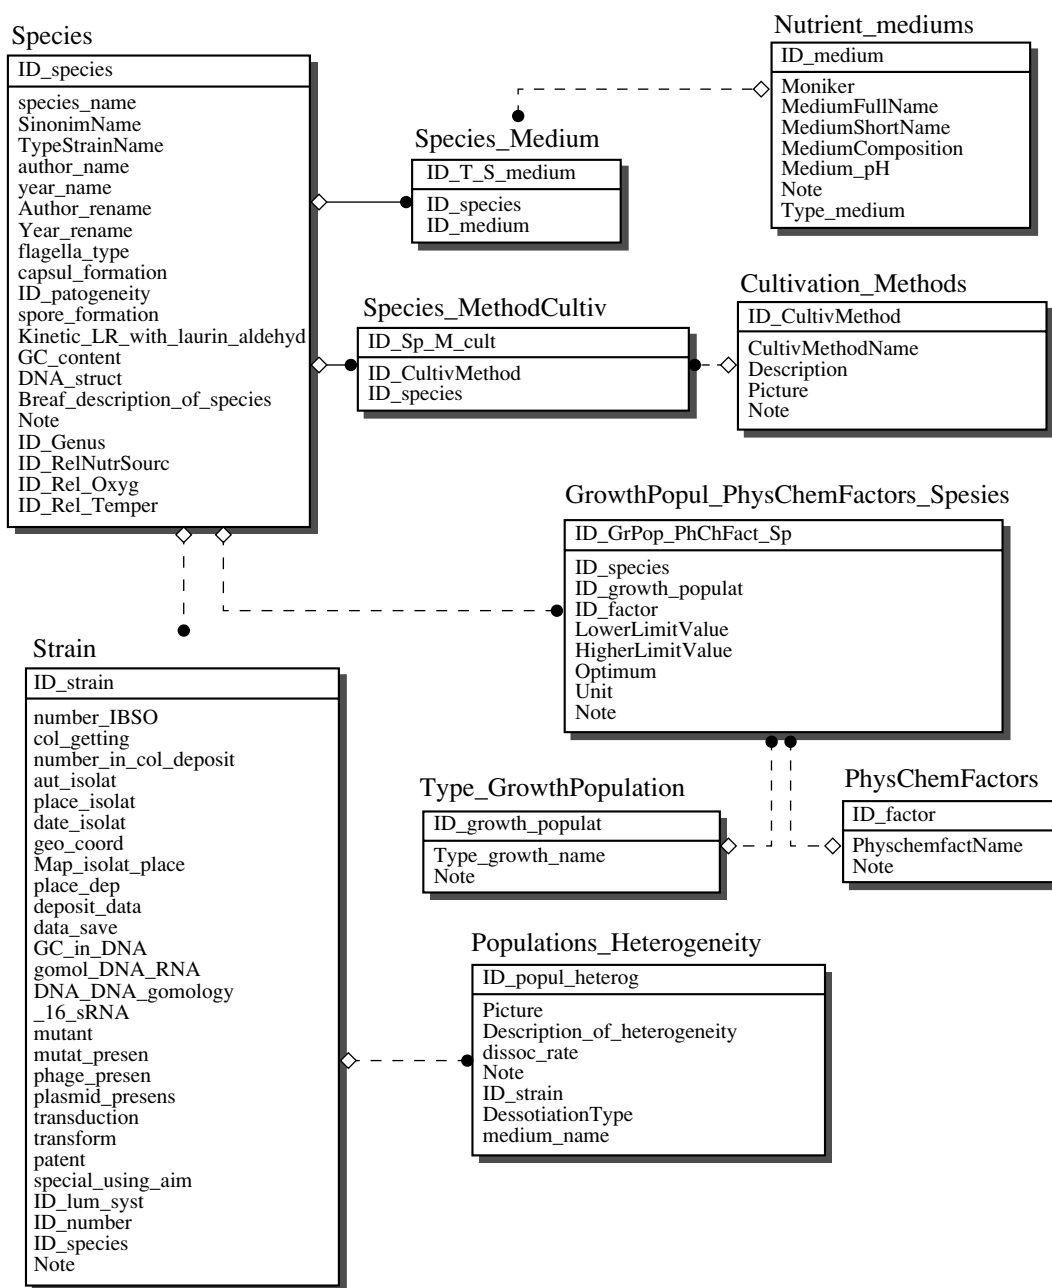 Species
ID_species
species_name
SinonimName
TypeStrainName
author_name
year_name
Author_rename
Year_rename
flagella_type
capsul_formation
ID_patogeneity
spore_formation
Kinetic_LR_with_laurin_aldehyd
GC_content
DNA_struct
Breaf_description_of_species
Note
ID_Genus
ID_RelNutrSourc
ID_Rel_Oxyg
ID_Rel_Temper
Nutrient_mediums
ID_medium
Moniker
MediumFullName
MediumShortName
MediumComposition
Medium_pH
Note
Type_medium
Species_Medium
ID_T_S_medium
ID_species
ID_medium
Species_MethodCultiv
ID_Sp_M_cult
ID_CultivMethod
ID_species
Cultivation_Methods
ID_CultivMethod
CultivMethodName
Description
Picture
Note
GrowthPopul_PhysChemFactors_Spesies
ID_GrPop_PhChFact_Sp
ID_species
ID_growth_populat
ID_factor
LowerLimitValue
HigherLimitValue
Optimum
Unit
Note
Strain
ID_strain
number_IBSO
col_getting
number_in_col_deposit
aut_isolat
place_isolat
date_isolat
geo_coord
Map_isolat_place
place_dep
deposit_data
data_save
GC_in_DNA
gomol_DNA_RNA
DNA_DNA_gomology
_16_sRNA
mutant
mutat_presen
phage_presen
plasmid_presens
transduction
transform
patent
special_using_aim
ID_lum_syst
ID_number
ID_species
Note
Type_GrowthPopulation
ID_growth_populat
Type_growth_name
Note
PhysChemFactors
ID_factor
PhyschemfactName
Note
Populations_Heterogeneity
ID_popul_heterog
Picture
Description_of_heterogeneity
dissoc_rate
Note
ID_strain
DessotiationType
medium_name